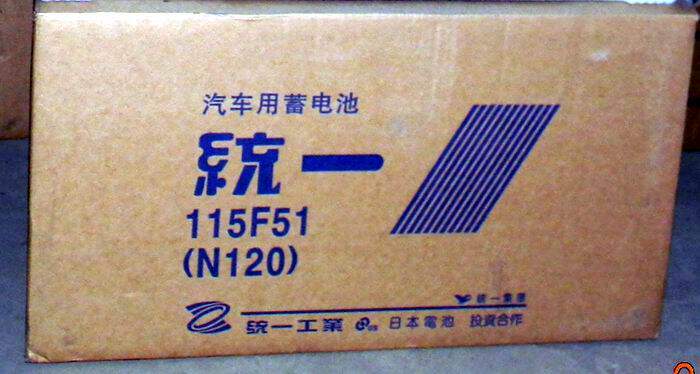 汽车用蓄电池
統一
115F51
(N120)
統一集團
統一工業 日本電池 投資合作